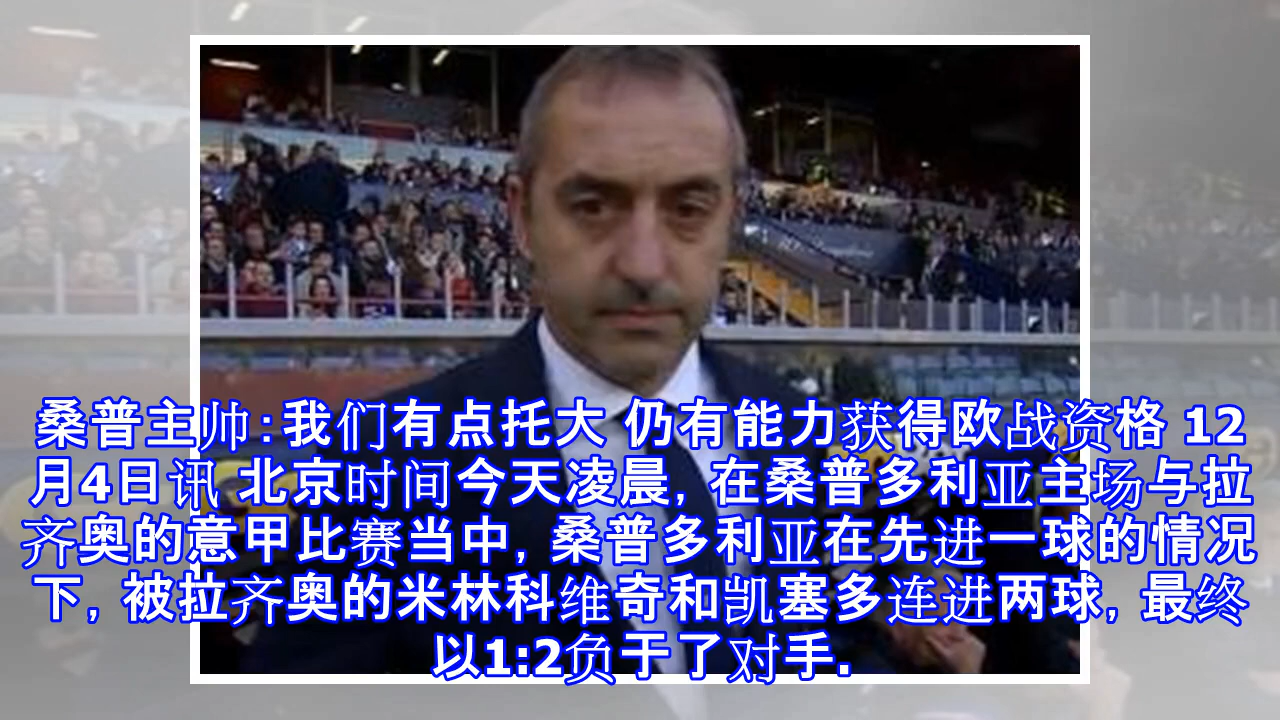 桑普主帅:我们有点托大 仍有能力获得欧战资格 12
月4日讯 北京时间今天凌晨, 在桑普多利亚主场与拉
齐奥的意甲比赛当中, 桑普多利亚在先进一球的情况
下, 被拉齐奥的米林科维奇和凯塞多连进两球, 最终
以1:2负于了对手.